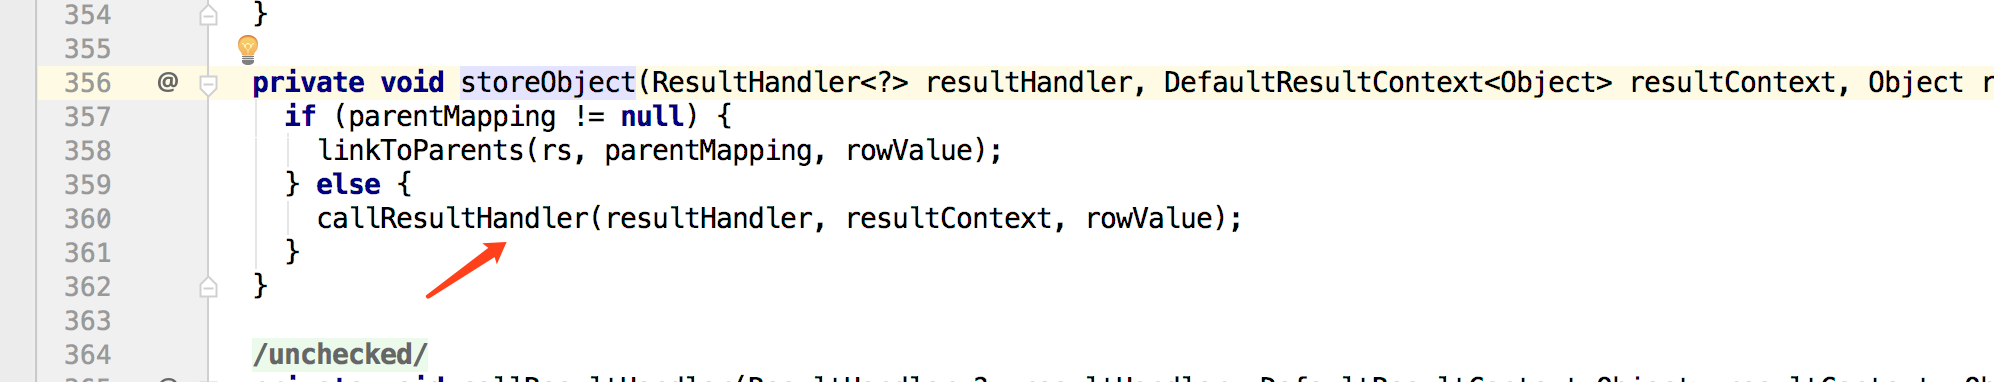 354 }
355
356 @ private void storeObject(ResultHandler<?> resultHandler, DefaultResultContext<Object> resultContext, Object r
357 if (parentMapping != null) {
358 linkToParents(rs, parentMapping, rowValue);
359 } else {
360 callResultHandler(resultHandler, resultContext, rowValue);
361 }
362 }
363
364 /unchecked/